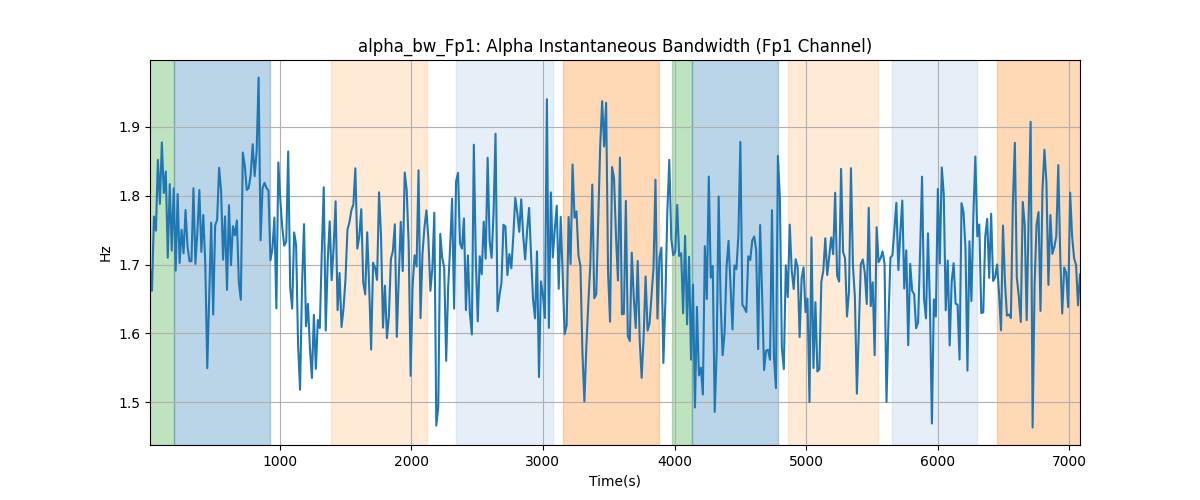 alpha_bw_Fp1: Alpha Instantaneous Bandwidth (Fp1 Channel)
1.9
1.8
1.7
1.6
1.5
Hz
1000 2000 3000 4000 5000 6000 7000
Time(s)